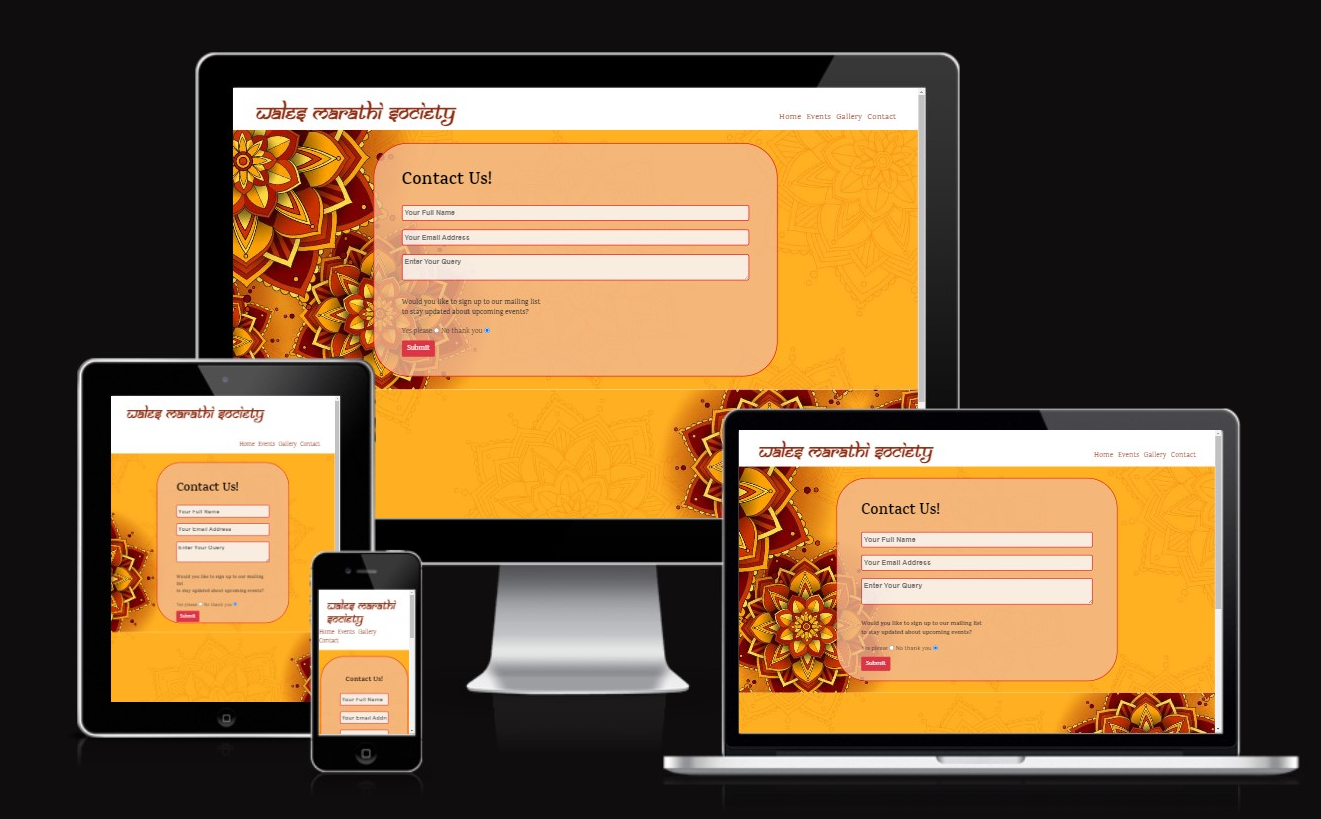 wales marathi society
Home Events Gallery Contact
Contact Us!
Your Full Name
Your Email Address
Enter Your Query
Would you like to sign up to our mailing list
to stay updated about upcoming events?
Yes please No thank you
Submit
wales marathi society
Home Events Gallery Contact
Contact Us!
Your Full Name
Your Email Address
Enter Your Query
Would you like to sign up to our mailing
list
to stay updated about upcoming events?
Yes please No thank you
Submit
wales marathi
society
Home Events Gallery
Contact
Contact Us!
Your Full Name
Your Email Addr
wales marathi society
Home Events Gallery Contact
Contact Us!
Your Full Name
Your Email Address
Enter Your Query
Would you like to sign up to our mailing list
to stay updated about upcoming events?
Yes please No thank you
Submit